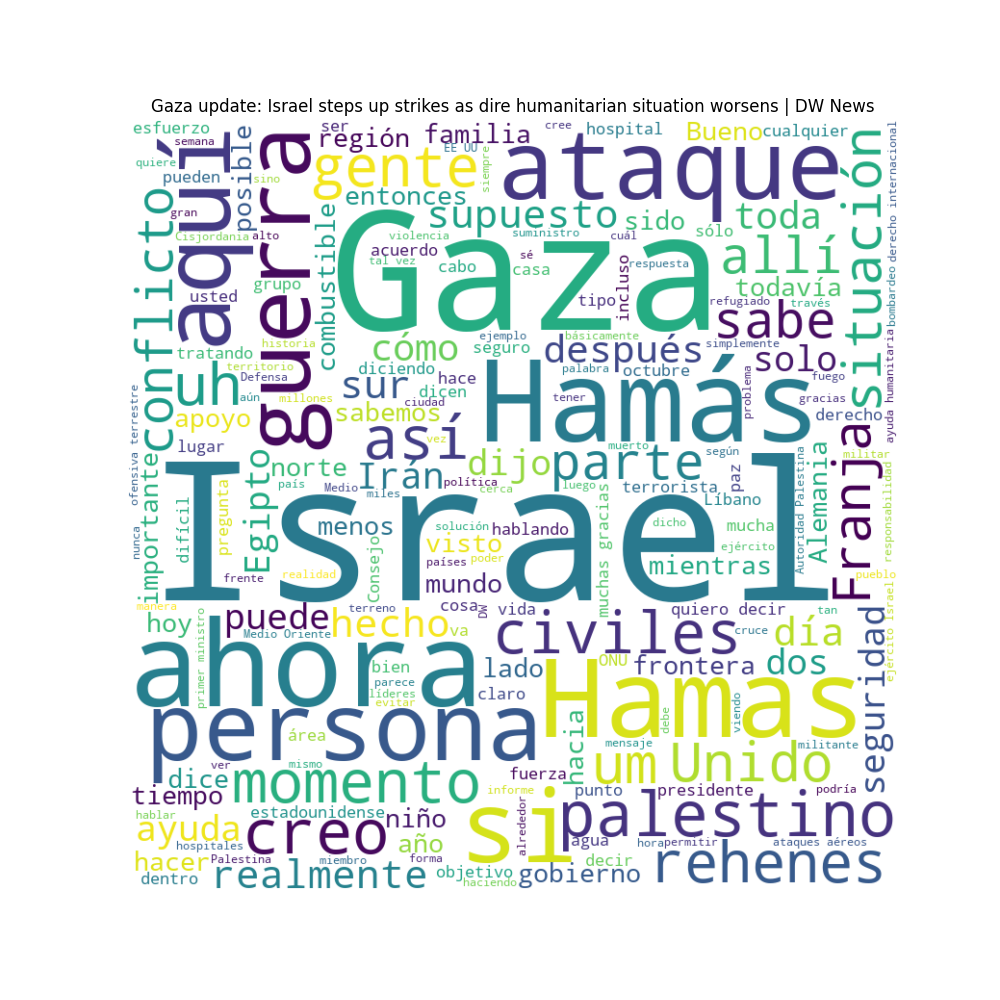 Gaza update: Israel steps up strikes as dire humanitarian situation worsens | DW News
esfuerzo
semana
quiere
pueden
gran
Cisjordania
aquí
sino
alto
posible
guerra
ser
región
familia
EE UU
siempre
cree
hospital
Bueno
cualquier
gente
ataque
entonces
supuesto
sido
sólo
toda
situación
derecho internacional
bombardeo
conflicto
usted
grupo
combustible
violencia
acuerdo
tal vez
cabo
suministro
sé
casa
cuál
Gaza
allí
todavía
respuesta
incluso
tipo
refugiado
través
sabe
tratando
historia
territorio
Defensa
aún
millones
cómo
ejemplo
seguro
básicamente
después
palabra
octubre
simplemente
solo
ayuda humanitaria
uh
diciendo
hace
dicen
sur
ciudad
tener
Hamás
problema
fuego
gracias
derecho
ofensiva terrestre
apoyo
sabemos
así
vez
lugar
muerto
según
paz
Franja
militar
importante
difícil
pregunta
Egipto
norte
país
Irán
Medio
miles
política
dijo
cerca
parte
luego
terrorista
Líbano
Autoridad Palestina
Alemania
responsabilidad
nunca
Israel
menos
Consejo
solución
hablando
visto
poder
países
muchas gracias
dicho
mucha
ejército
mientras
frente
realidad
mundo
pueblo
ejército Israel
manera
hoy
primer ministro
puede
Medio Oriente
terreno
hecho
va
cosa
DW
vida
civiles
quiero decir
cruce
tan
día
ahora
bien
parece
líderes
evitar
lado
claro
ONU
frontera
dos
seguridad
persona
área
Hamas
debe
viendo
ver
mismo
hacia
mensaje
militante
dice
momento
fuerza
um
Unido
tiempo
hablar
estadounidense
informe
punto
presidente
podría
ayuda
hospitales
creo
niño
año
si
alrededor
palestino
agua
hora
permitir
ataques aéreos
hacer
Palestina
miembro
forma
decir
dentro
realmente
objetivo
haciendo
gobierno
rehenes